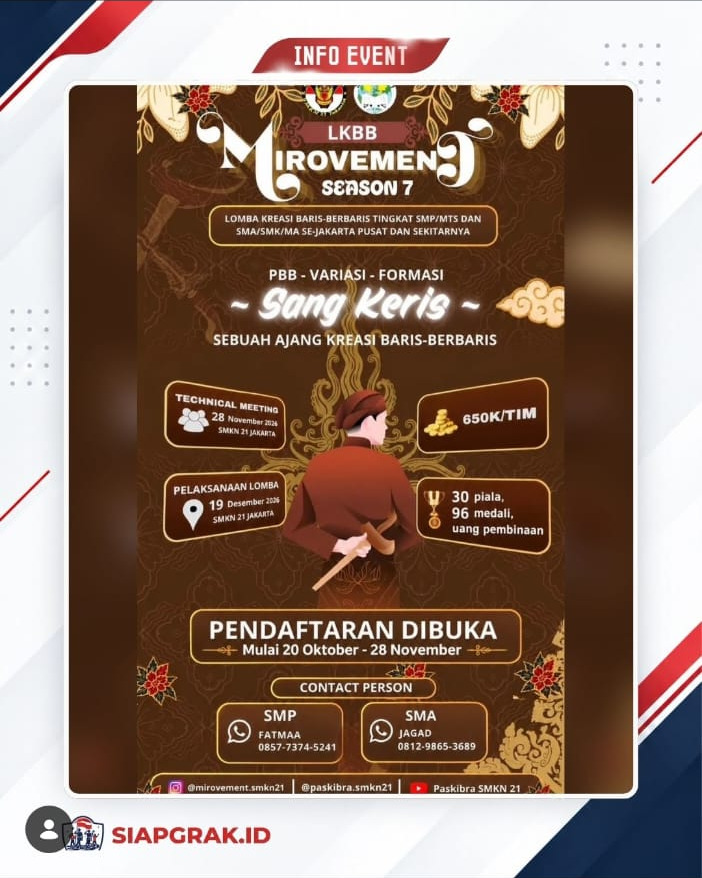 INFO EVENT
LKBB
MIROVEMENT
SEASON 7
LOMBA KREASI BARIS-BERBARIS TINGKAT SMP/MTS DAN
SMA/SMK/MA SE-JAKARTA PUSAT DAN SEKITARNYA
PBB - VARIASI - FORMASI
~ Sang Keris ~
SEBUAH AJANG KREASI BARIS-BERBARIS
TECHNICAL MEETING
28 November 2026
SMKN 21 JAKARTA
650K/TIM
PELAKSANAAN LOMBA
19 Desember 2026
SMKN 21 JAKARTA
30 piala,
96 medali,
uang pembinaan
PENDAFTARAN DIBUKA
Mulai 20 Oktober - 28 November
CONTACT PERSON
SMP
FATMAA
0857-7374-5241
SMA
JAGAD
0812-9865-3689
@mirovement.smkn21 | @paskibra.smkn21 | Paskibra SMKN 21
SIAPGRAK.ID